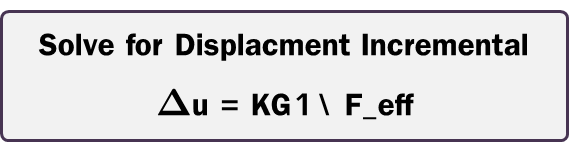 Solve for Displacment Incremental
Δu = KG1 \ F_eff